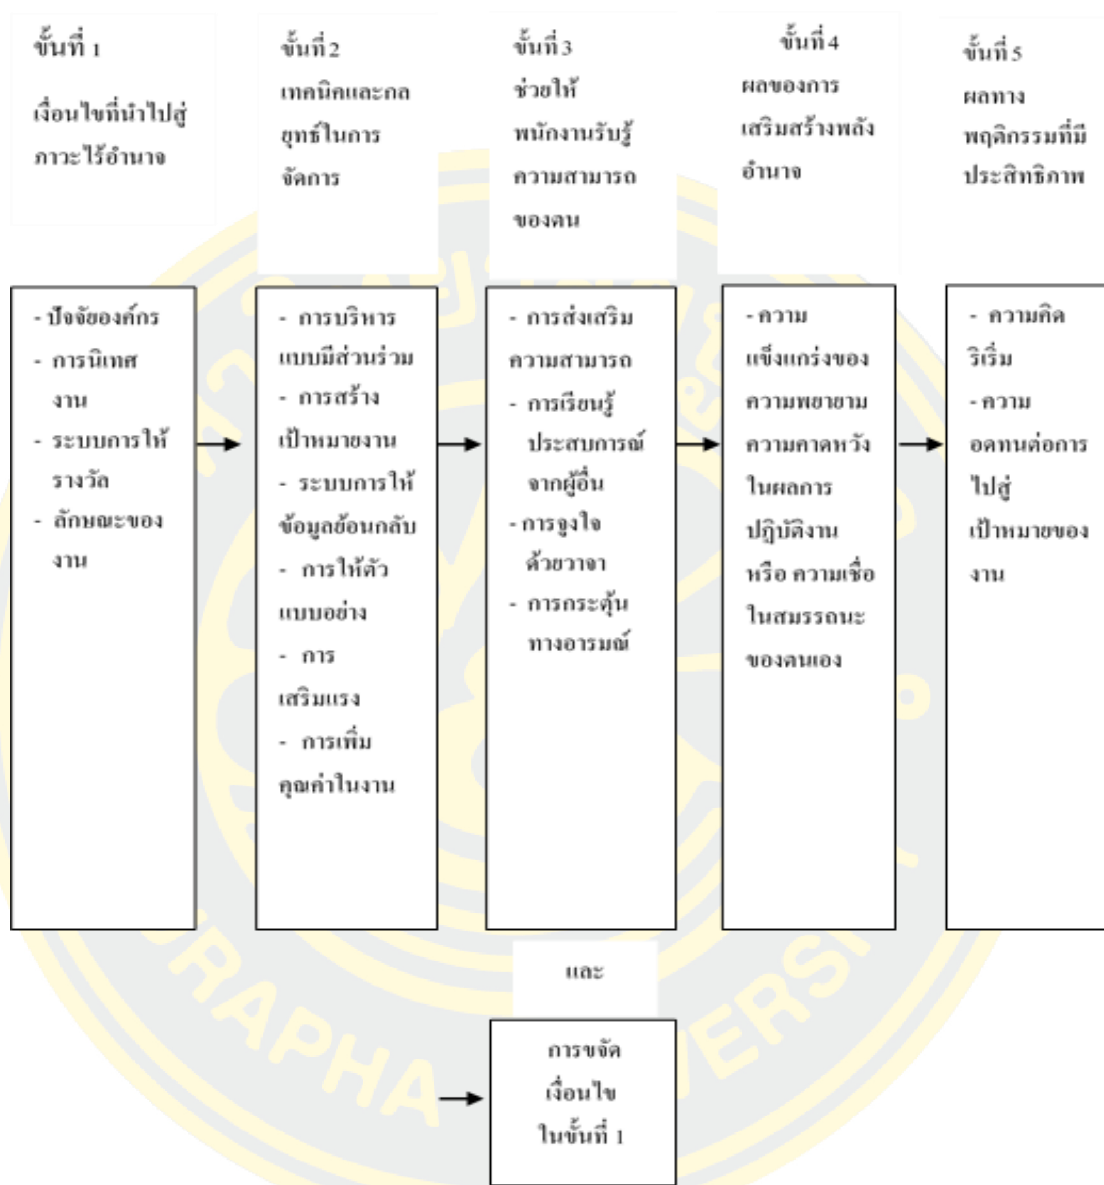 ขั้นที่ 1
เงื่อนไขที่นำไปสู่
ภาวะไร้อำนาจ
ขั้นที่ 2
เทคนิคและกล
ยุทธ์ในการ
จัดการ
ขั้นที่ 3
ช่วยให้
พนักงานรับรู้
ความสามารถ
ของตน
ขั้นที่ 4
ผลของการ
เสริมสร้างพลัง
อำนาจ
ขั้นที่ 5
ผลทาง
พฤติกรรมที่มี
ประสิทธิภาพ
- ปัจจัยองค์กร
- การนิเทศ
งาน
- ระบบการให้
รางวัล
- ลักษณะของ
งาน
- การบริหาร
แบบมีส่วนร่วม
- การสร้าง
เป้าหมายงาน
- ระบบการให้
ข้อมูลย้อนกลับ
- การให้ตัว
แบบอย่าง
- การ
เสริมแรง
- การเพิ่ม
คุณค่าในงาน
- การส่งเสริม
ความสามารถ
- การเรียนรู้
ประสบการณ์
จากผู้อื่น
- การจูงใจ
ด้วยวาจา
- การกระตุ้น
ทางอารมณ์
- ความ
แข็งแกร่งของ
ความพยายาม
ความคาดหวัง
ในผลการ
ปฏิบัติงาน
หรือ ความเชื่อ
ในสมรรถนะ
ของตนเอง
- ความคิด
ริเริ่ม
- ความ
อดทนต่อการ
ไปสู่
เป้าหมายของ
งาน
และ
การขจัด
เงื่อนไข
ในขั้นที่ 1